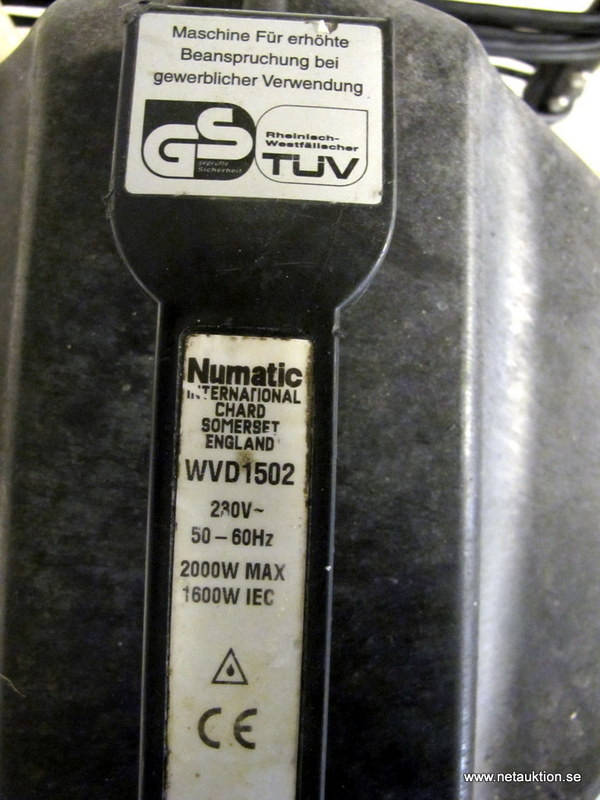 Maschine Für erhöhte
Beanspruchung bei
gewerblicher Verwendung
GS
geprüfte
Sicherheit
Rheinisch-
Westfälischer
TÜV
Numatic
INTERNATIONAL
CHARD
SOMERSET
ENGLAND
WVD1502
230V~
50 – 60Hz
2000W MAX
1600W IEC
CE
www.netauktion.se